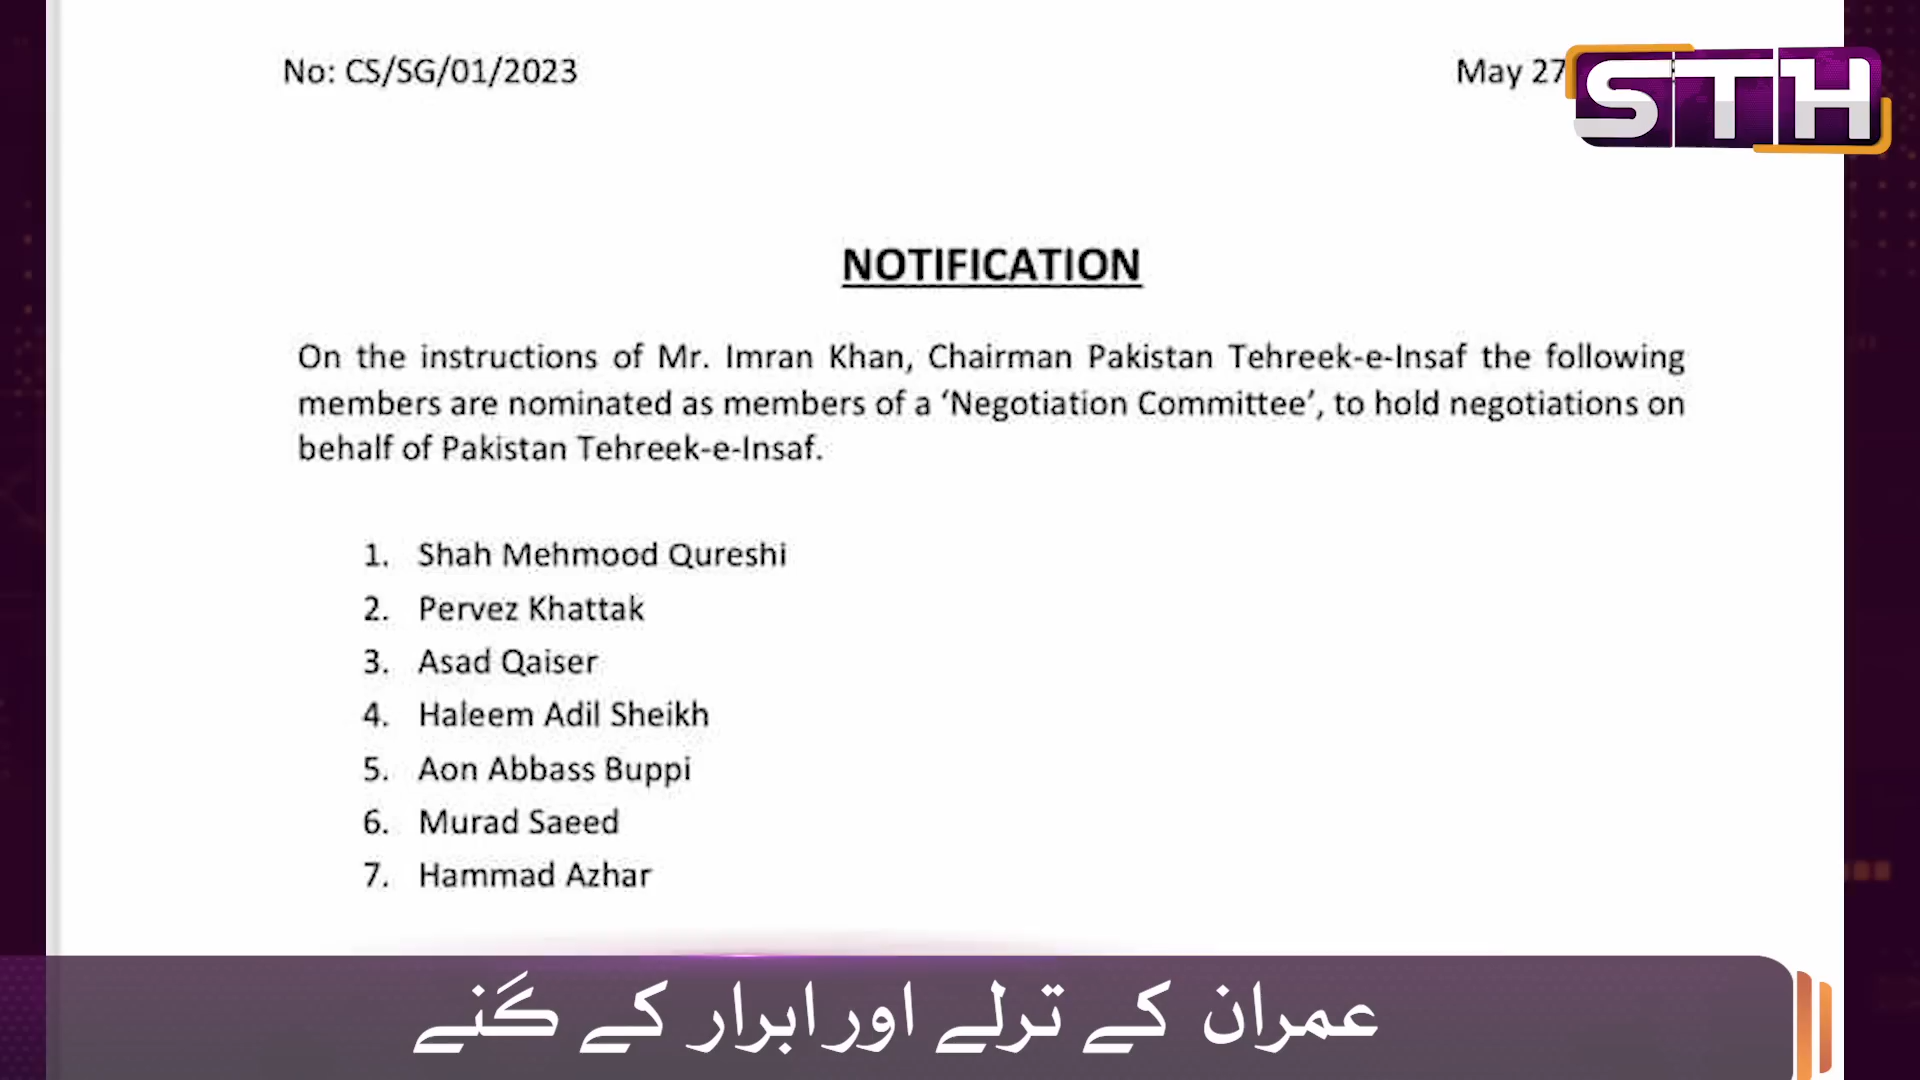 No: CS/SG/01/2023
May 27
STH
NOTIFICATION
On the instructions of Mr. Imran Khan, Chairman Pakistan Tehreek-e-Insaf the following
members are nominated as members of a ‘Negotiation Committee’, to hold negotiations on
behalf of Pakistan Tehreek-e-Insaf.
1. Shah Mehmood Qureshi
2. Pervez Khattak
3. Asad Qaiser
4. Haleem Adil Sheikh
5. Aon Abbass Buppi
6. Murad Saeed
7. Hammad Azhar
عمران کے ترلے اور ابرار کے گنے